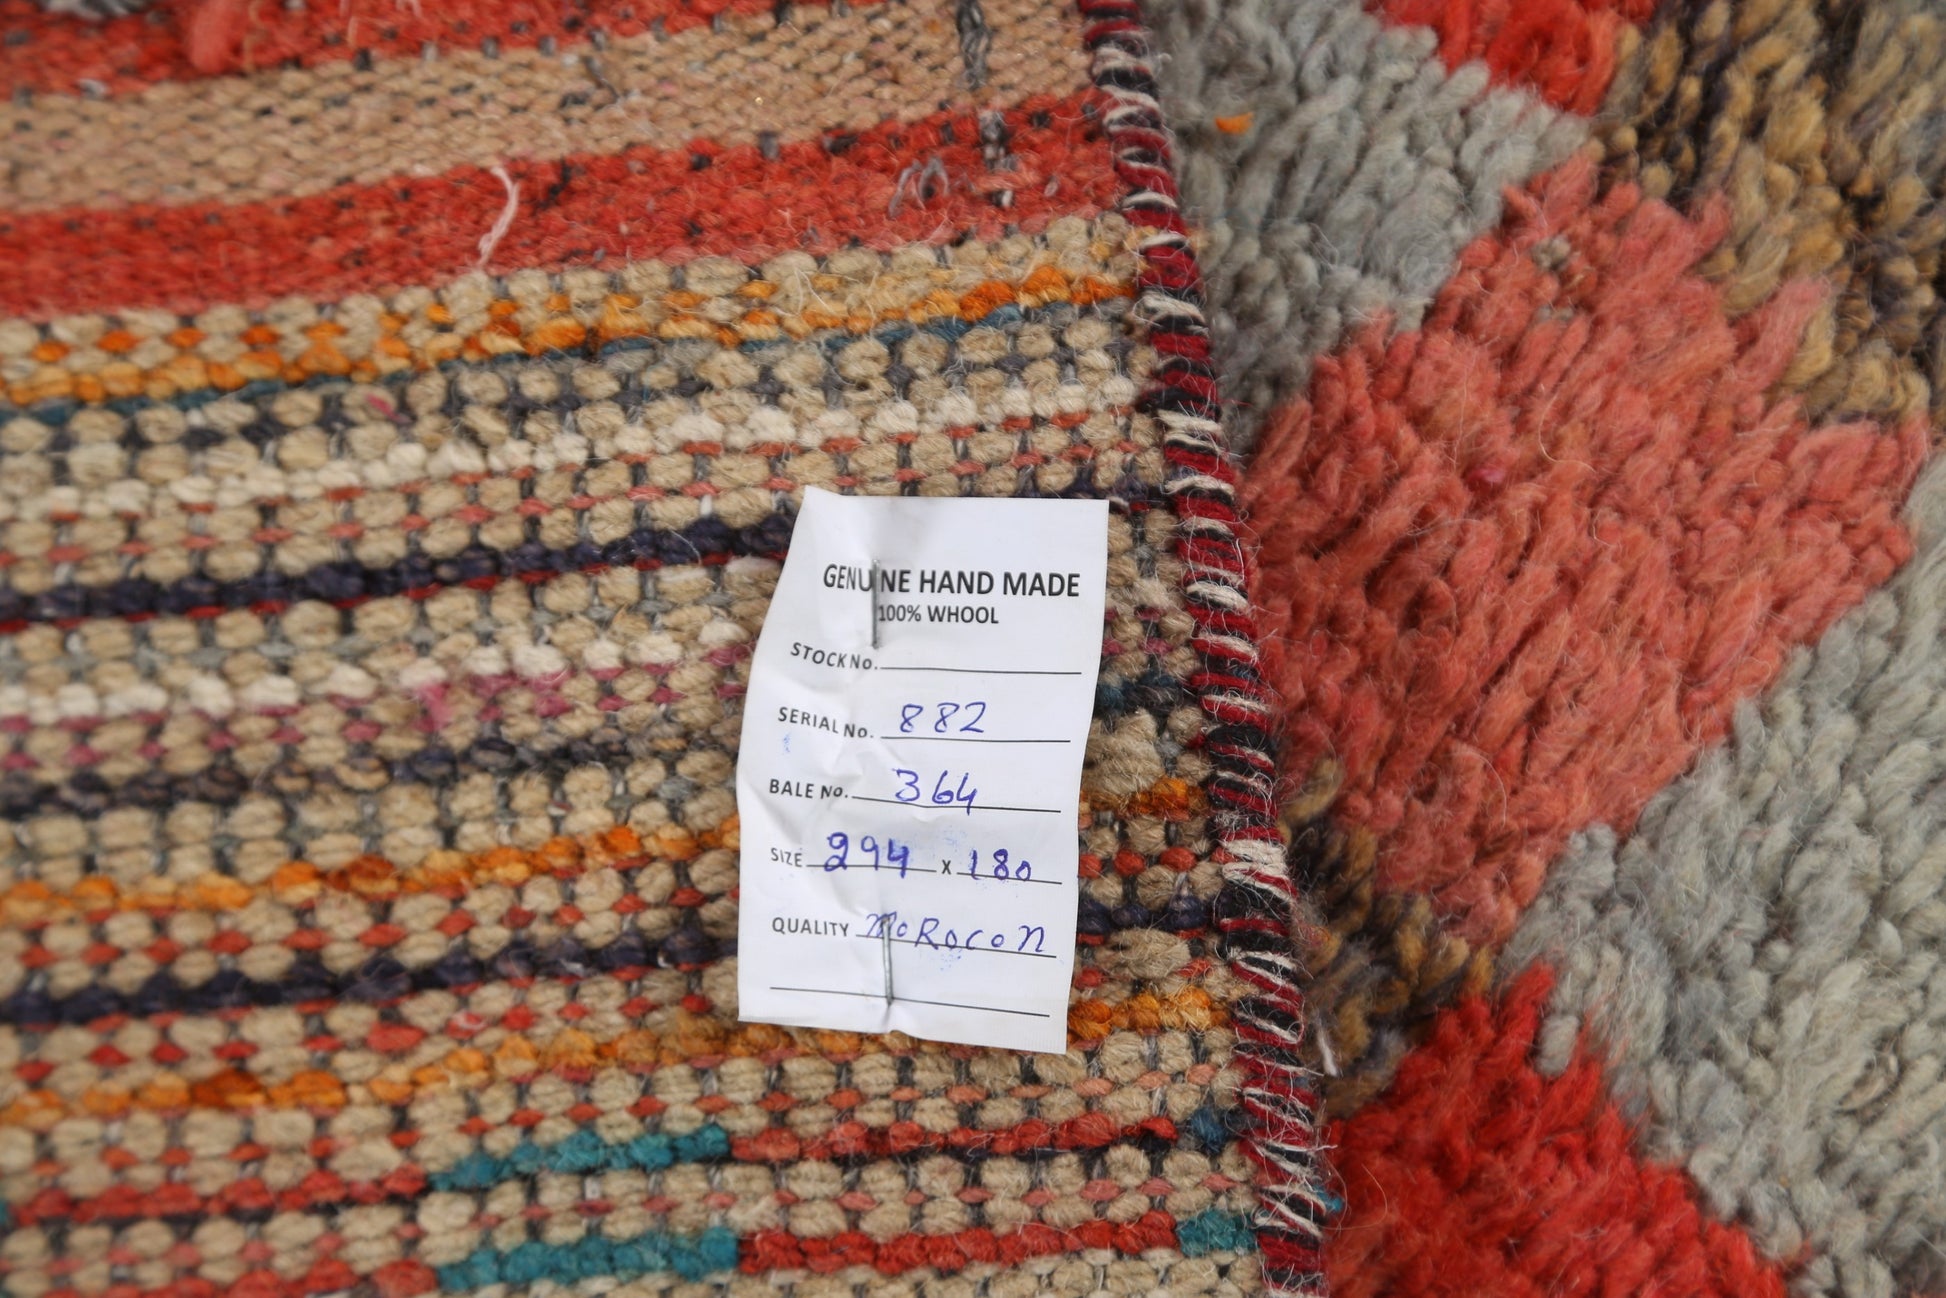 GENUINE HAND MADE
100% WHOOL
STOCK No.
SERIAL No. 882
BALE No. 364
SIZE 294 x 180
QUALITY MoRocon